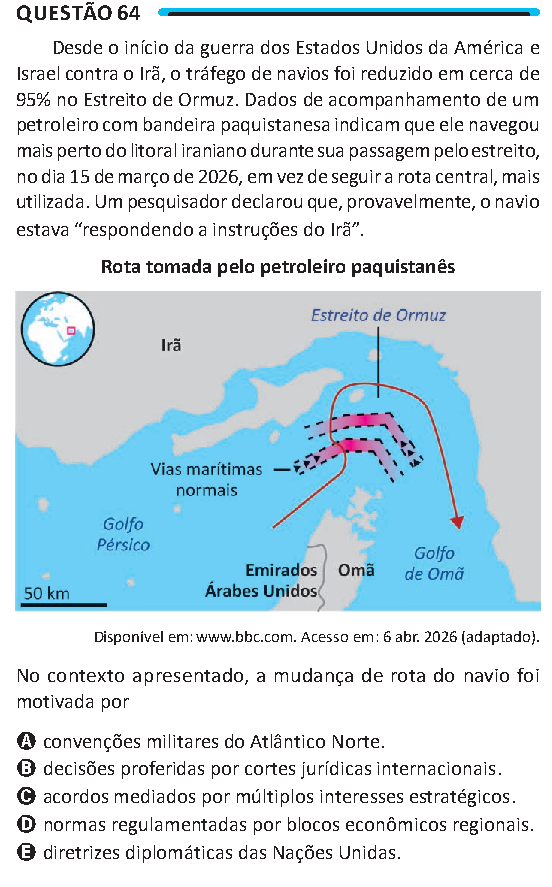 QUESTÃO 64
Desde o início da guerra dos Estados Unidos da América e
Israel contra o Irã, o tráfego de navios foi reduzido em cerca de
95% no Estreito de Ormuz. Dados de acompanhamento de um
petroleiro com bandeira paquistanesa indicam que ele navegou
mais perto do litoral iraniano durante sua passagem pelo estreito,
no dia 15 de março de 2026, em vez de seguir a rota central, mais
utilizada. Um pesquisador declarou que, provavelmente, o navio
estava “respondendo a instruções do Irã”.
Rota tomada pelo petroleiro paquistanês
Estreito de Ormuz
Irã
Vias marítimas
normais
Golfo
Pérsico
Emirados
Árabes Unidos
Omã
Golfo
de Omã
50 km
Disponível em: www.bbc.com. Acesso em: 6 abr. 2026 (adaptado).
No contexto apresentado, a mudança de rota do navio foi
motivada por
A convenções militares do Atlântico Norte.
B decisões proferidas por cortes jurídicas internacionais.
C acordos mediados por múltiplos interesses estratégicos.
D normas regulamentadas por blocos econômicos regionais.
E diretrizes diplomáticas das Nações Unidas.